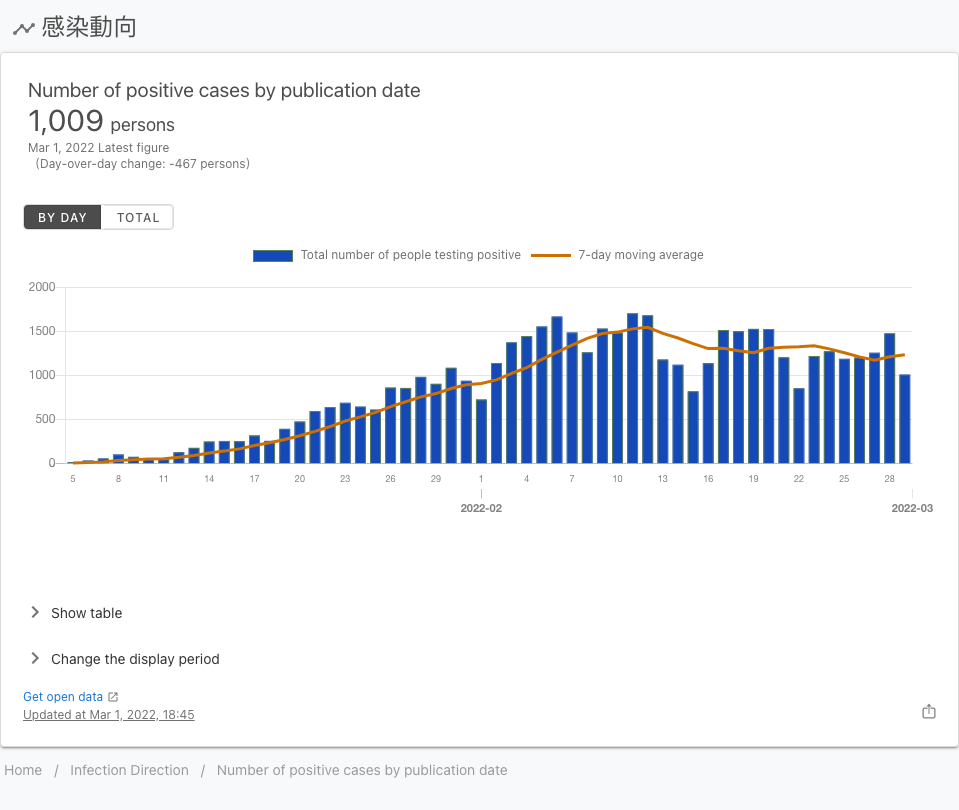 感染動向
Number of positive cases by publication date
1,009 persons
Mar 1, 2022 Latest figure
(Day-over-day change: -467 persons)
BY DAY TOTAL
Total number of people testing positive 7-day moving average
2000
1500
1000
500
0
5 8 11 14 17 20 23 26 29 1 4 7 10 13 16 19 22 25 28
2022-02 2022-03
Show table
Change the display period
Get open data
Updated at Mar 1, 2022, 18:45
Home / Infection Direction / Number of positive cases by publication date